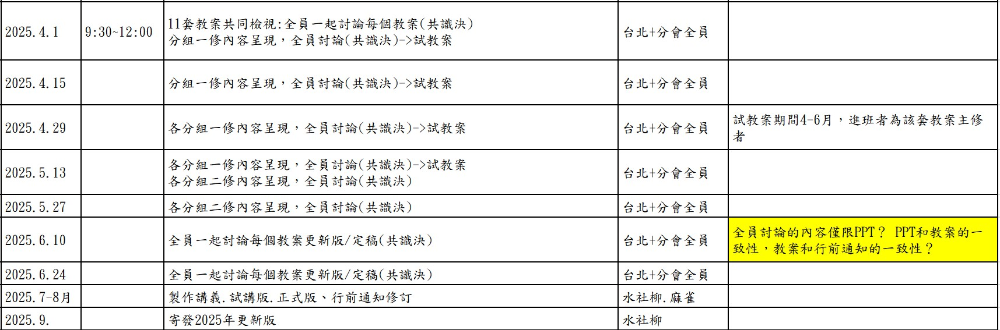 2025.4.1
9:30~12:00
11套教案共同檢視:全員一起討論每個教案(共識決)
分組一修內容呈現，全員討論(共識決)->試教案
台北+分會全員
2025.4.15
分組一修內容呈現，全員討論(共識決)->試教案
台北+分會全員
2025.4.29
各分組一修內容呈現，全員討論(共識決)->試教案
台北+分會全員
試教案期間4-6月，進班者為該套教案主修
者
2025.5.13
各分組一修內容呈現，全員討論(共識決)->試教案
各分組二修內容呈現，全員討論(共識決)
台北+分會全員
2025.5.27
各分組二修內容呈現，全員討論(共識決)
台北+分會全員
2025.6.10
全員一起討論每個教案更新版/定稿(共識決)
台北+分會全員
全員討論的內容僅限PPT？ PPT和教案的一
致性，教案和行前通知的一致性？
2025.6.24
全員一起討論每個教案更新版/定稿(共識決)
台北+分會全員
2025.7-8月
製作講義.試講版.正式版、行前通知修訂
水社柳.麻雀
2025.9.
寄發2025年更新版
水社柳